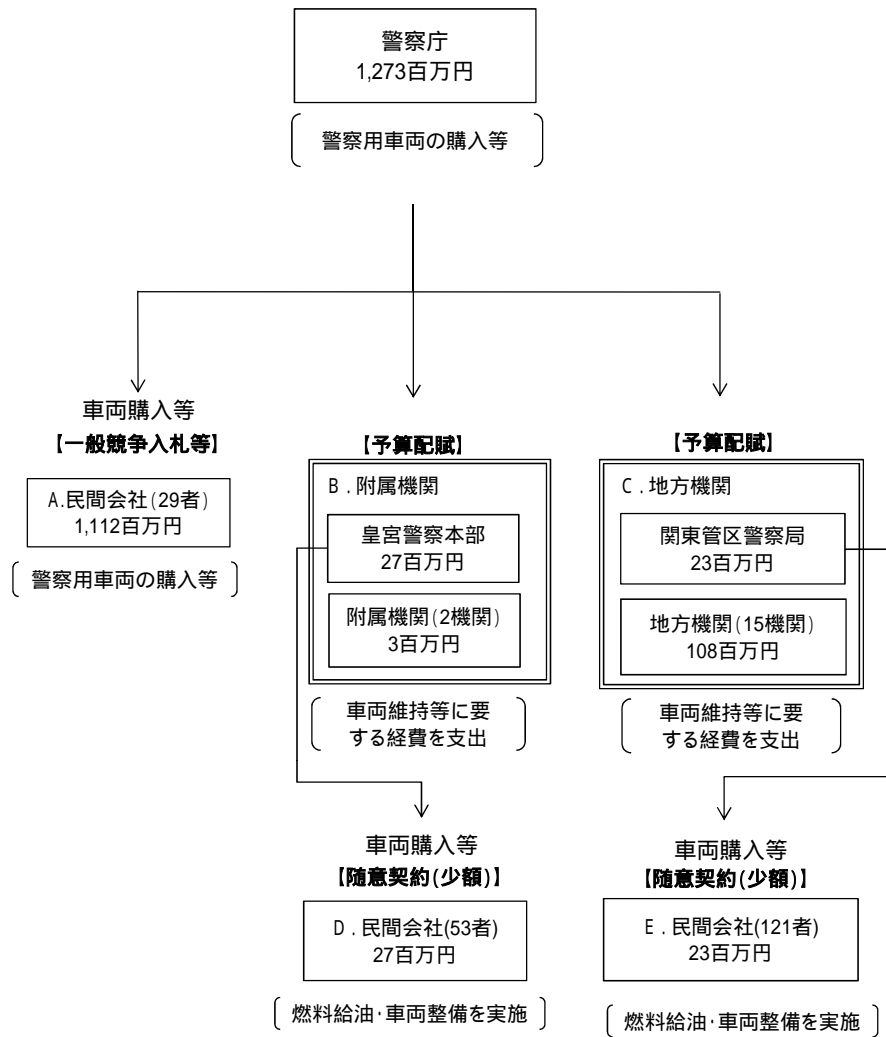 警察庁
1,273百万円
警察用車両の購入等
車両購入等
【一般競争入札等】
A.民間会社(29者)
1,112百万円
警察用車両の購入等
【予算配賦】
B．附属機関
皇宮警察本部
27百万円
附属機関(2機関)
3百万円
車両維持等に要
する経費を支出
【予算配賦】
C．地方機関
関東管区警察局
23百万円
地方機関(15機関)
108百万円
車両維持等に要
する経費を支出
車両購入等
【随意契約(少額)】
D．民間会社(53者)
27百万円
燃料給油・車両整備を実施
車両購入等
【随意契約(少額)】
E．民間会社(121者)
23百万円
燃料給油・車両整備を実施